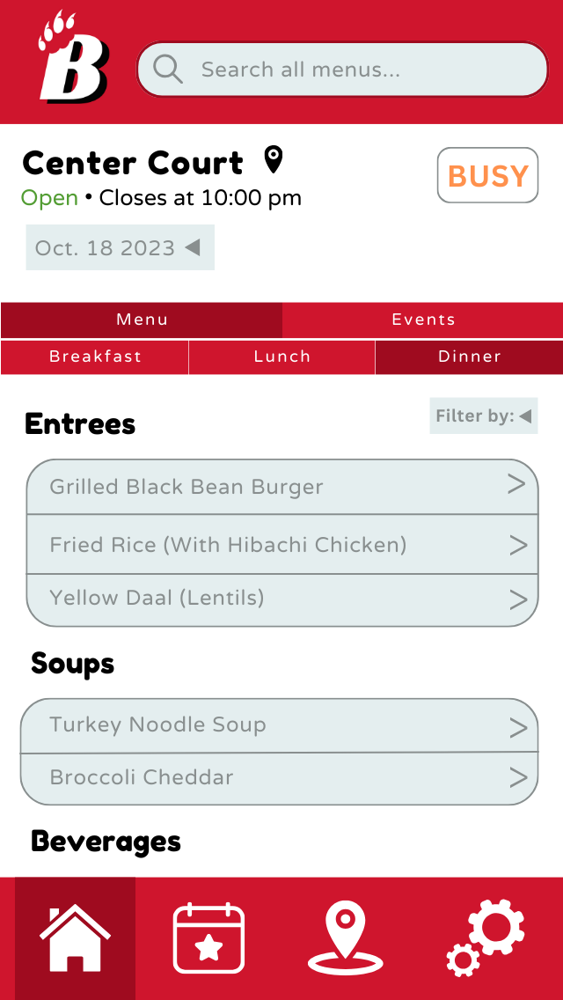 B
Search all menus...
Center Court
BUSY
Open • Closes at 10:00 pm
Oct. 18 2023
Menu Events
Breakfast Lunch Dinner
Entrees
Filter by:
Grilled Black Bean Burger >
Fried Rice (With Hibachi Chicken) >
Yellow Daal (Lentils) >
Soups
Turkey Noodle Soup >
Broccoli Cheddar >
Beverages